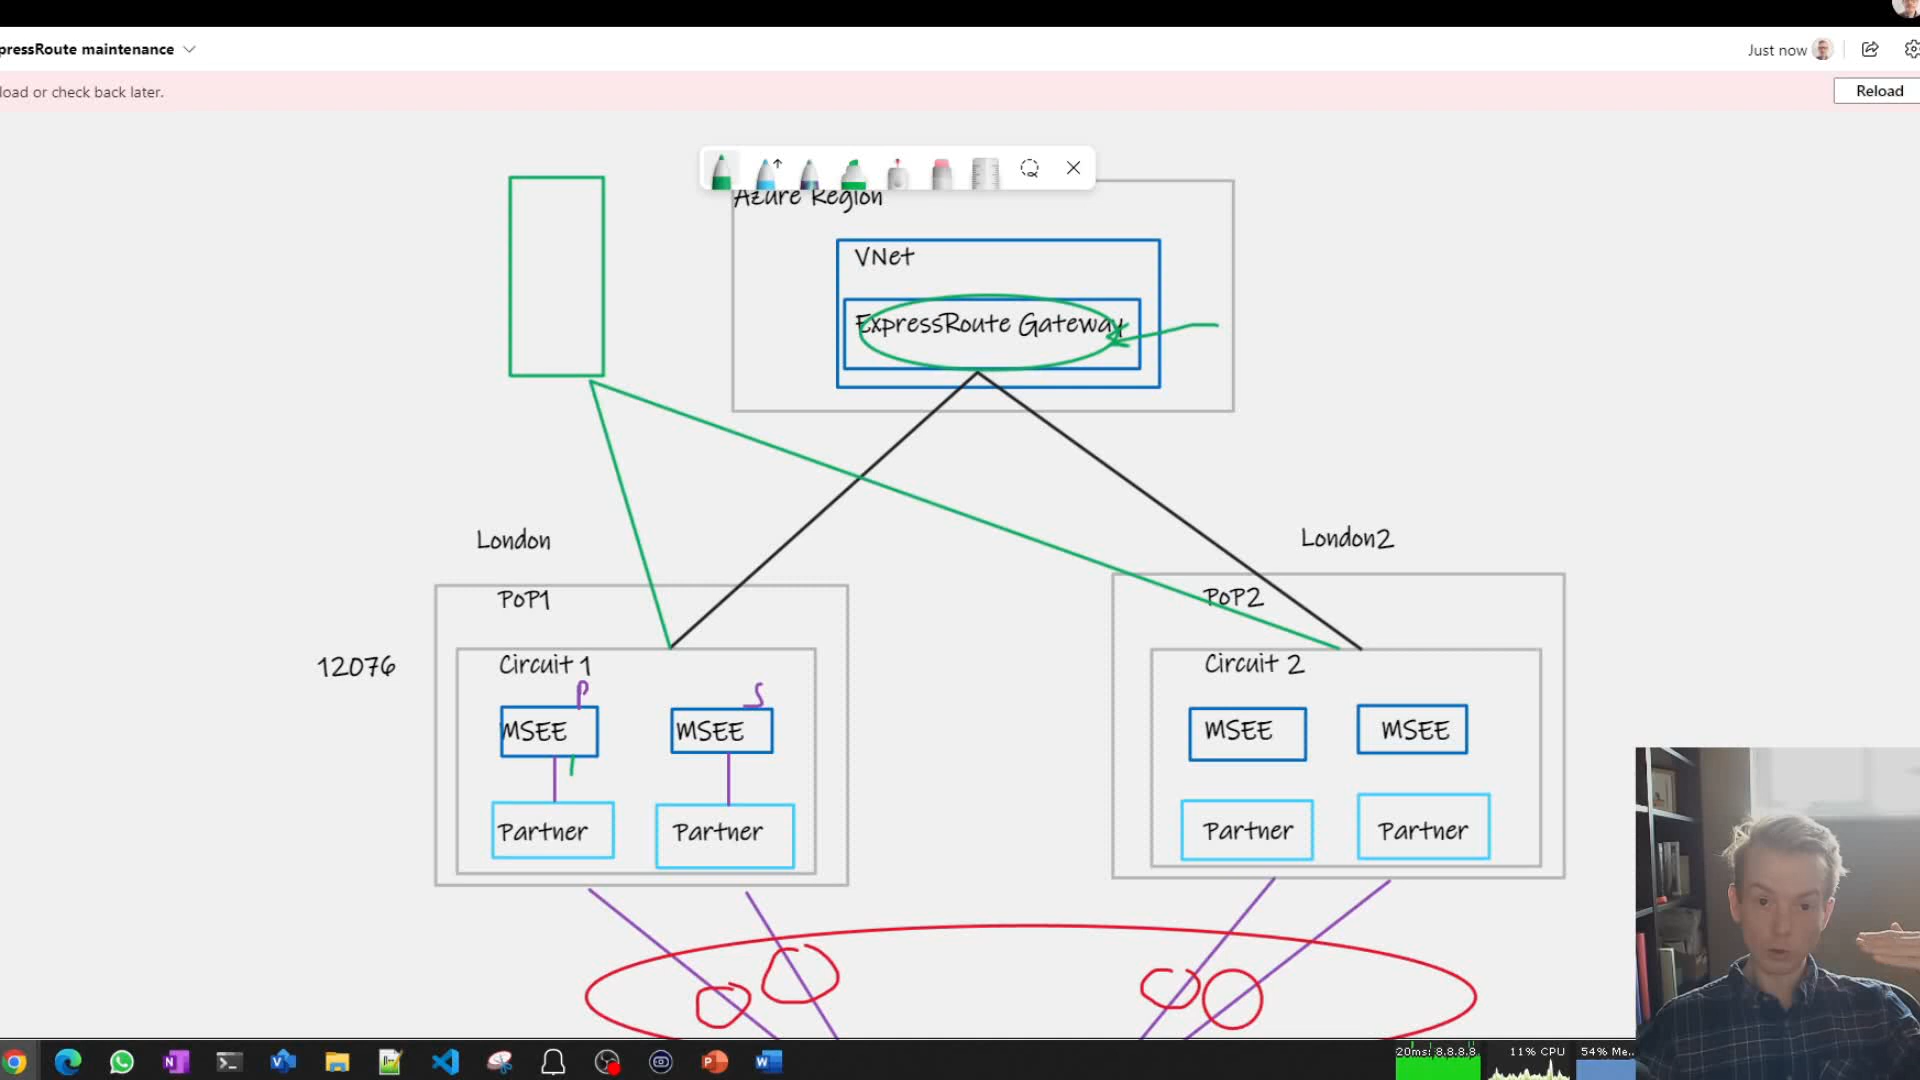 pressRoute maintenance
Just now
load or check back later.
Reload
Azure Region
VNet
ExpressRoute Gateway
London
London2
PoP1
PoP2
12076
Circuit 1
Circuit 2
P
S
MSEE
MSEE
MSEE
MSEE
Partner
Partner
Partner
Partner
20ms: 8.8.8.8
11% CPU
54% Me...